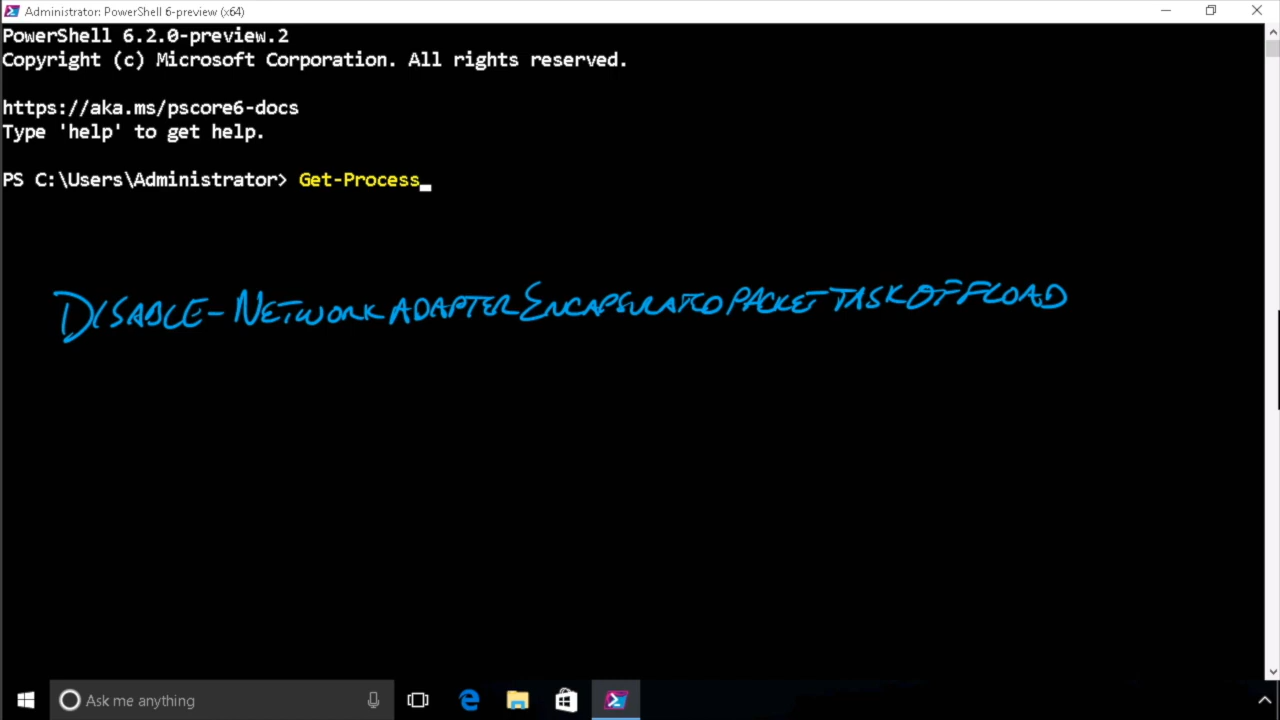 Administrator: PowerShell 6-preview (x64)
PowerShell 6.2.0-preview.2
Copyright (c) Microsoft Corporation. All rights reserved.
https://aka.ms/pscore6-docs
Type 'help' to get help.
PS C:\Users\Administrator> Get-Process_
DISABLE-NETWORKADAPTERENCAPSULATEDPACKETTASKOFFLOAD
Ask me anything